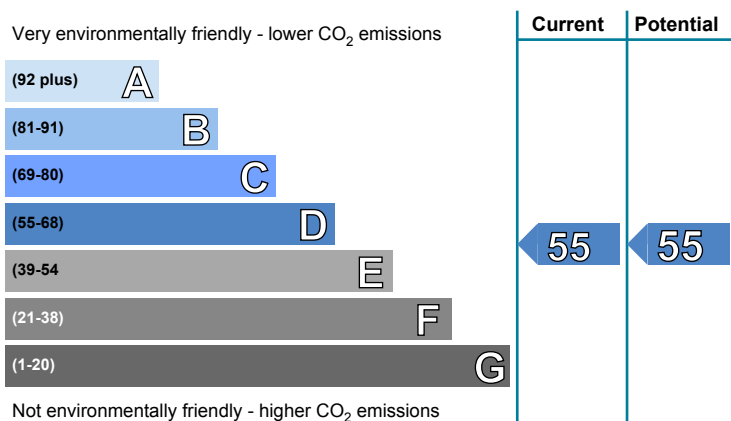 Very environmentally friendly - lower CO2 emissions
Current
Potential
(92 plus) A
(81-91) B
(69-80) C
(55-68) D
55
55
(39-54 E
(21-38) F
(1-20) G
Not environmentally friendly - higher CO2 emissions